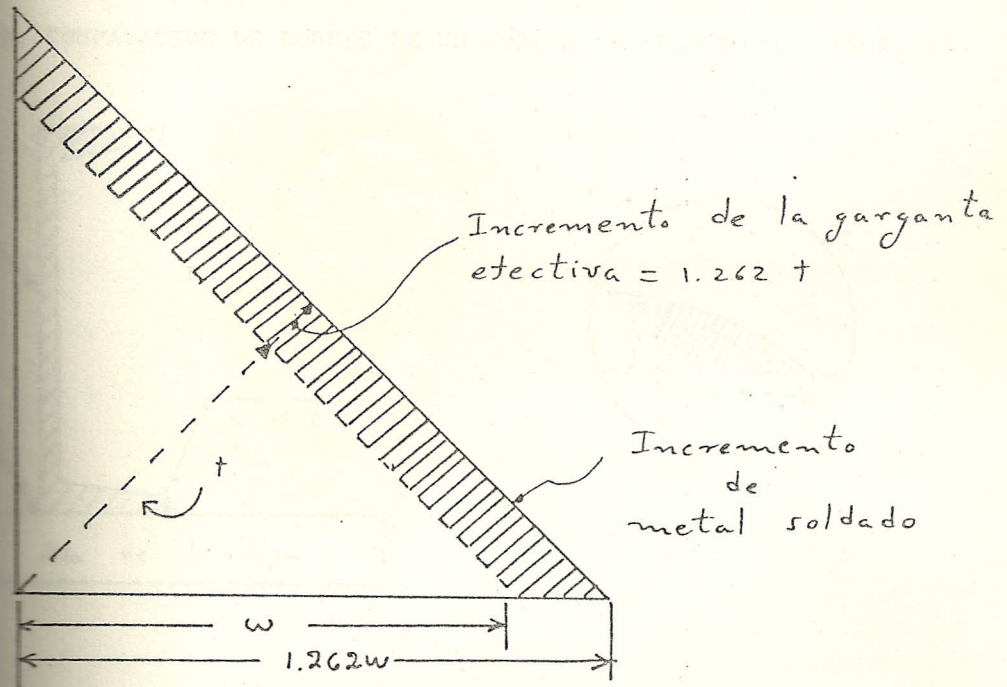 Incremento de la garganta
efectiva = 1.262 t
t
Incremento
de
metal soldado
w
1.262w